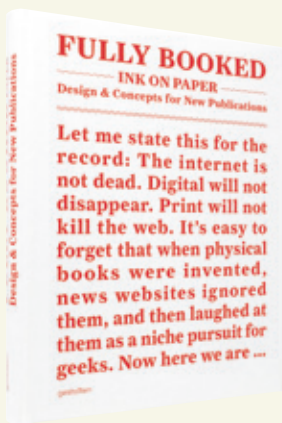 FULLY BOOKED
INK ON PAPER
Design & Concepts for New Publications
Let me state this for the
record: The internet is
not dead. Digital will not
disappear. Print will not
kill the web. It's easy to
forget that when physical
books were invented,
news websites ignored
them, and then laughed at
them as a niche pursuit for
geeks. Now here we are ....
gestalten
Design & Concepts for New Publications